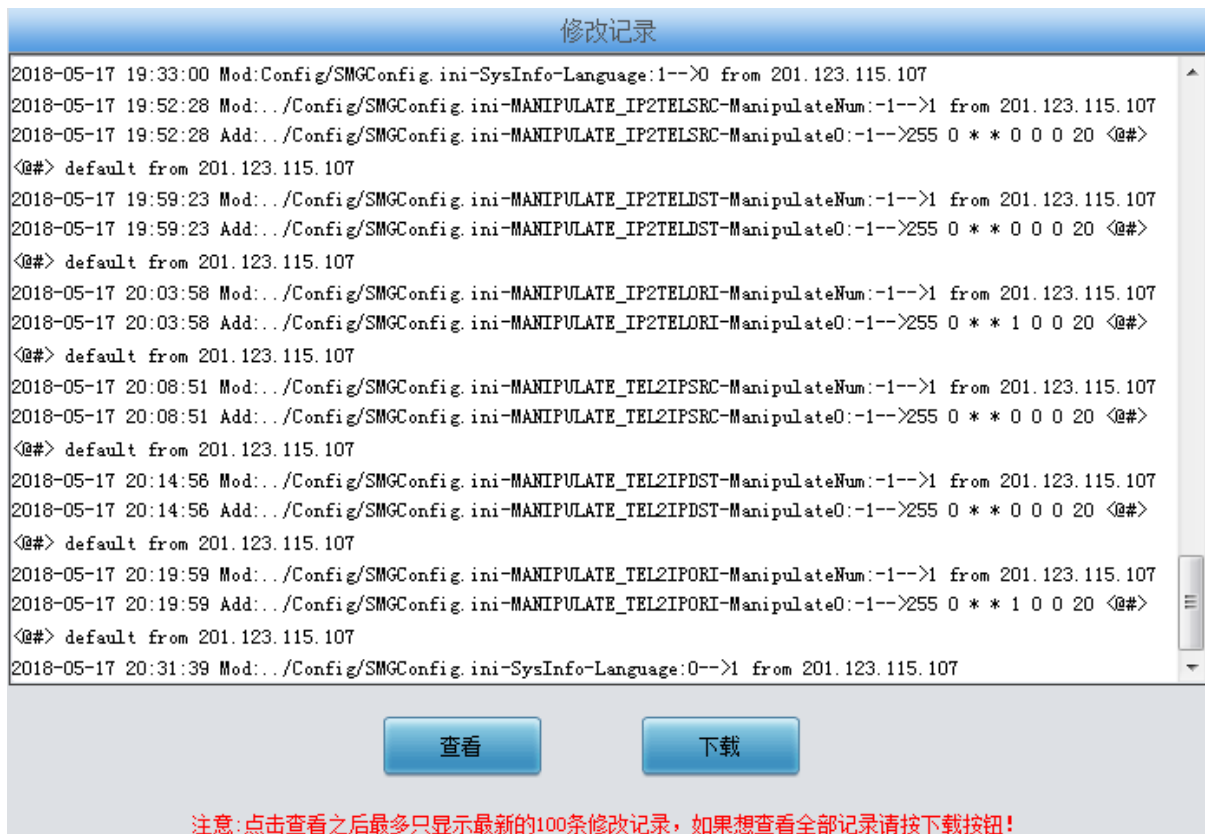 修改记录
2018-05-17 19:33:00 Mod:Config/SMGConfig.ini-SysInfo-Language:1-->0 from 201.123.115.107
2018-05-17 19:52:28 Mod:../Config/SMGConfig.ini-MANIPULATE_IP2TELSRC-ManipulateNum:-1-->1 from 201.123.115.107
2018-05-17 19:52:28 Add:../Config/SMGConfig.ini-MANIPULATE_IP2TELSRC-Manipulate0:-1-->255 0 * * 0 0 0 20 <@#>
<@#> default from 201.123.115.107
2018-05-17 19:59:23 Mod:../Config/SMGConfig.ini-MANIPULATE_IP2TELDST-ManipulateNum:-1-->1 from 201.123.115.107
2018-05-17 19:59:23 Add:../Config/SMGConfig.ini-MANIPULATE_IP2TELDST-Manipulate0:-1-->255 0 * * 0 0 0 20 <@#>
<@#> default from 201.123.115.107
2018-05-17 20:03:58 Mod:../Config/SMGConfig.ini-MANIPULATE_IP2TELORI-ManipulateNum:-1-->1 from 201.123.115.107
2018-05-17 20:03:58 Add:../Config/SMGConfig.ini-MANIPULATE_IP2TELORI-Manipulate0:-1-->255 0 * * 1 0 0 20 <@#>
<@#> default from 201.123.115.107
2018-05-17 20:08:51 Mod:../Config/SMGConfig.ini-MANIPULATE_TEL2IPSRC-ManipulateNum:-1-->1 from 201.123.115.107
2018-05-17 20:08:51 Add:../Config/SMGConfig.ini-MANIPULATE_TEL2IPSRC-Manipulate0:-1-->255 0 * * 0 0 0 20 <@#>
<@#> default from 201.123.115.107
2018-05-17 20:14:56 Mod:../Config/SMGConfig.ini-MANIPULATE_TEL2IPDST-ManipulateNum:-1-->1 from 201.123.115.107
2018-05-17 20:14:56 Add:../Config/SMGConfig.ini-MANIPULATE_TEL2IPDST-Manipulate0:-1-->255 0 * * 0 0 0 20 <@#>
<@#> default from 201.123.115.107
2018-05-17 20:19:59 Mod:../Config/SMGConfig.ini-MANIPULATE_TEL2IPORI-ManipulateNum:-1-->1 from 201.123.115.107
2018-05-17 20:19:59 Add:../Config/SMGConfig.ini-MANIPULATE_TEL2IPORI-Manipulate0:-1-->255 0 * * 1 0 0 20 <@#>
<@#> default from 201.123.115.107
2018-05-17 20:31:39 Mod:../Config/SMGConfig.ini-SysInfo-Language:0-->1 from 201.123.115.107
查看 下载
注意:点击查看之后最多只显示最新的100条修改记录，如果想查看全部记录请按下载按钮！